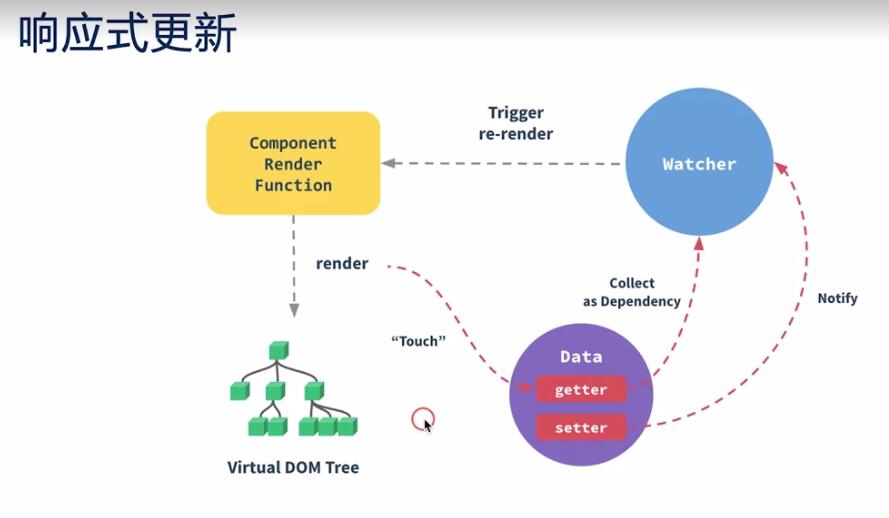 响应式更新
Trigger
re-render
Component
Render
Function
Watcher
render
Collect
as Dependency
Notify
“Touch”
Data
getter
setter
Virtual DOM Tree